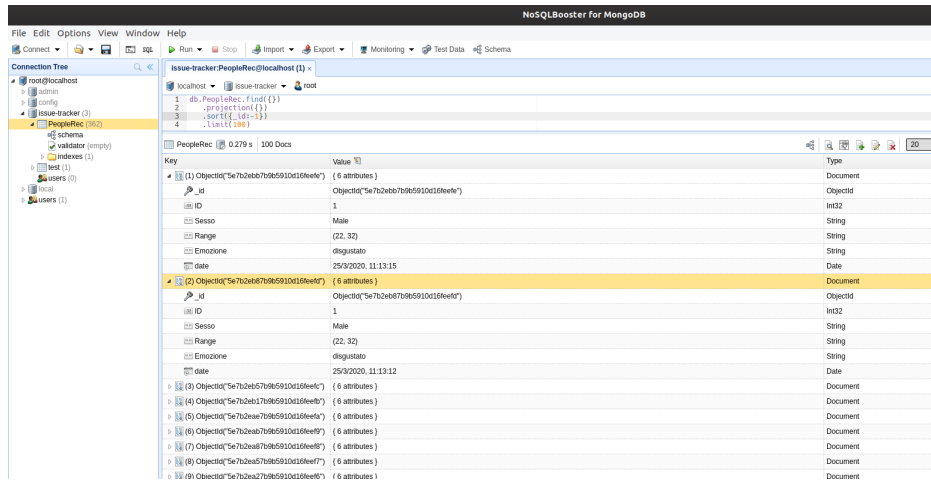 NoSQLBooster for MongoDB
File Edit Options View Window Help
Connect SQL Run Stop Import Export Monitoring Test Data Schema
Connection Tree
root@localhost
admin
config
issue-tracker (3)
PeopleRec (362)
schema
validator (empty)
indexes (1)
test (1)
users (0)
local
users (1)
issue-tracker:PeopleRec@localhost (1) ×
localhost issue-tracker root
1 db.PeopleRec.find({})
2 .projection({})
3 .sort({_id:-1})
4 .limit(100)
PeopleRec 0.279 s 100 Docs 20
Key Value Type
(1) ObjectId("5e7b2ebb7b9b5910d16feefe") { 6 attributes } Document
_id ObjectId("5e7b2ebb7b9b5910d16feefe") ObjectId
ID 1 Int32
Sesso Male String
Range (22, 32) String
Emozione disgustato String
date 25/3/2020, 11:13:15 Date
(2) ObjectId("5e7b2eb87b9b5910d16feefd") { 6 attributes } Document
_id ObjectId("5e7b2eb87b9b5910d16feefd") ObjectId
ID 1 Int32
Sesso Male String
Range (22, 32) String
Emozione disgustato String
date 25/3/2020, 11:13:12 Date
(3) ObjectId("5e7b2eb57b9b5910d16feefc") { 6 attributes } Document
(4) ObjectId("5e7b2eb17b9b5910d16feefb") { 6 attributes } Document
(5) ObjectId("5e7b2eae7b9b5910d16feefa") { 6 attributes } Document
(6) ObjectId("5e7b2eab7b9b5910d16feef9") { 6 attributes } Document
(7) ObjectId("5e7b2ea87b9b5910d16feef8") { 6 attributes } Document
(8) ObjectId("5e7b2ea57b9b5910d16feef7") { 6 attributes } Document
(9) ObjectId("5e7b2ea27b9b5910d16feef6") { 6 attributes } Document